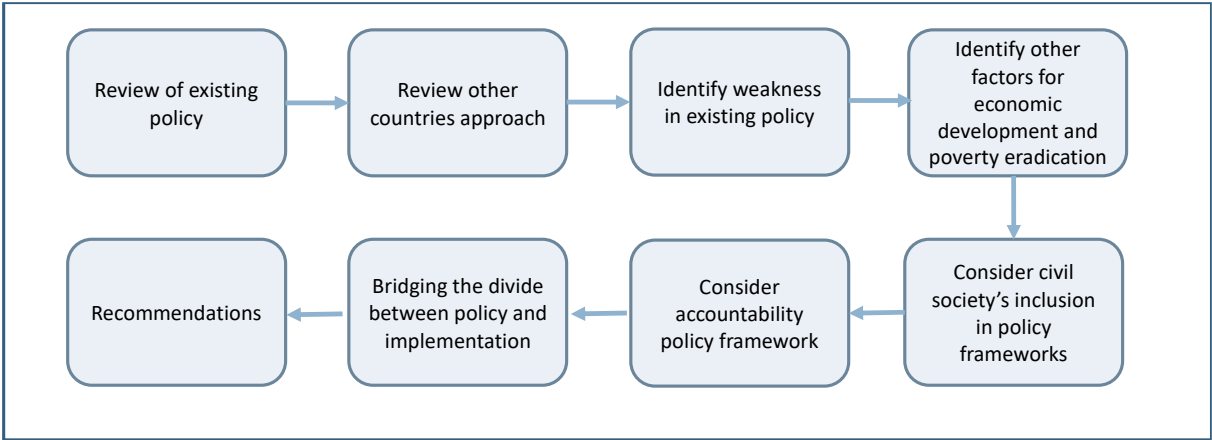 Review of existing
policy
Review other
countries approach
Identify weakness
in existing policy
Identify other
factors for
economic
development and
poverty eradication
Consider civil
society’s inclusion
in policy
frameworks
Consider
accountability
policy framework
Bridging the divide
between policy and
implementation
Recommendations